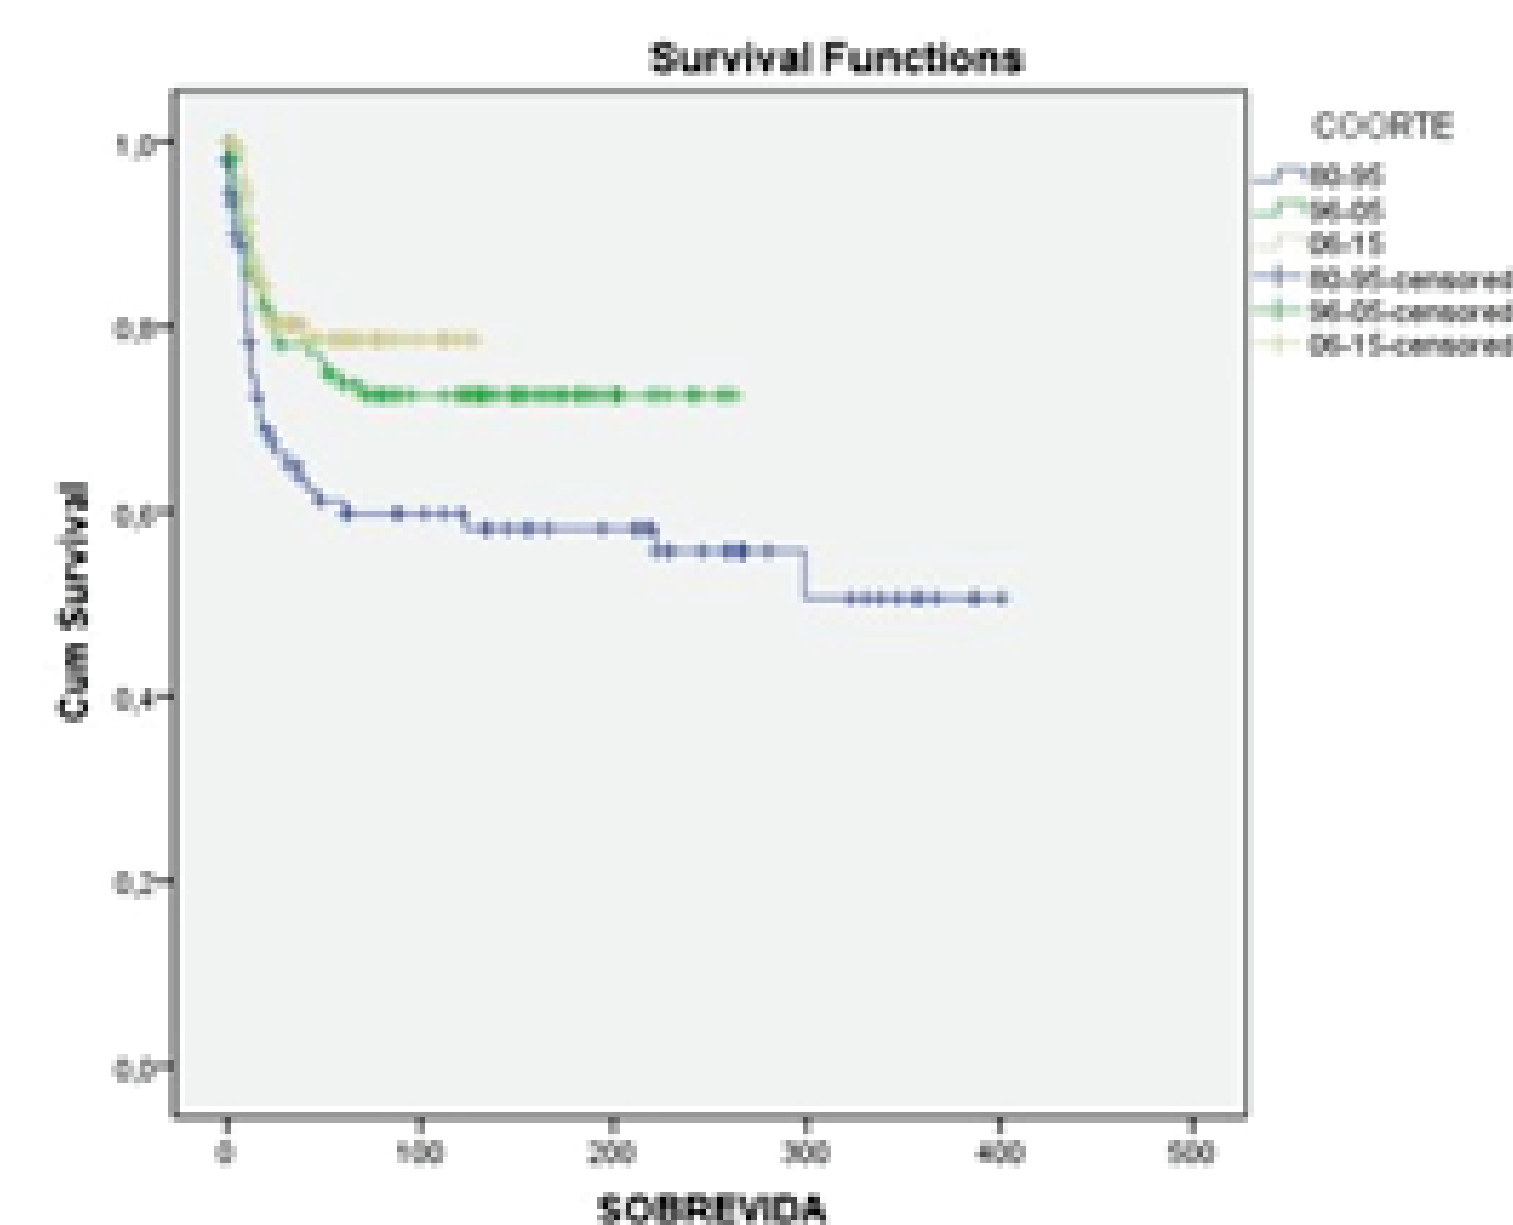 Survival Functions
COORTE
80-95
96-05
06-15
80-95-censored
96-05-censored
06-15-censored
Cum Survival
1,0
0,8
0,6
0,4
0,2
0,0
0 100 200 300 400 500
SOBREVIDA